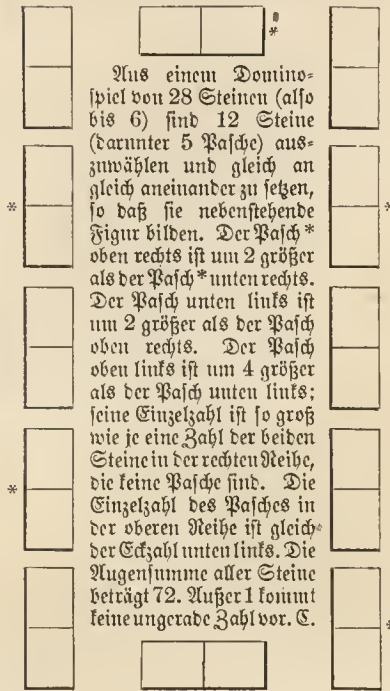 *
Aus einem Domino=
spiel von 28 Steinen (also
bis 6) sind 12 Steine
(darunter 5 Pasche) aus=
zuwählen und gleich an
gleich aneinander zu setzen,
so daß sie nebenstehende
Figur bilden. Der Pasch *
oben rechts ist um 2 größer
als der Pasch * unten rechts.
Der Pasch unten links ist
um 2 größer als der Pasch
oben rechts. Der Pasch
oben links ist um 4 größer
als der Pasch unten links;
seine Einzelzahl ist so groß
wie je eine Zahl der beiden
Steine in der rechten Reihe,
die keine Pasche sind. Die
Einzelzahl des Pasches in
der oberen Reihe ist gleich
der Eckzahl unten links. Die
Augensumme aller Steine
beträgt 72. Außer 1 kommt
keine ungerade Zahl vor. C.
*
*
*
*